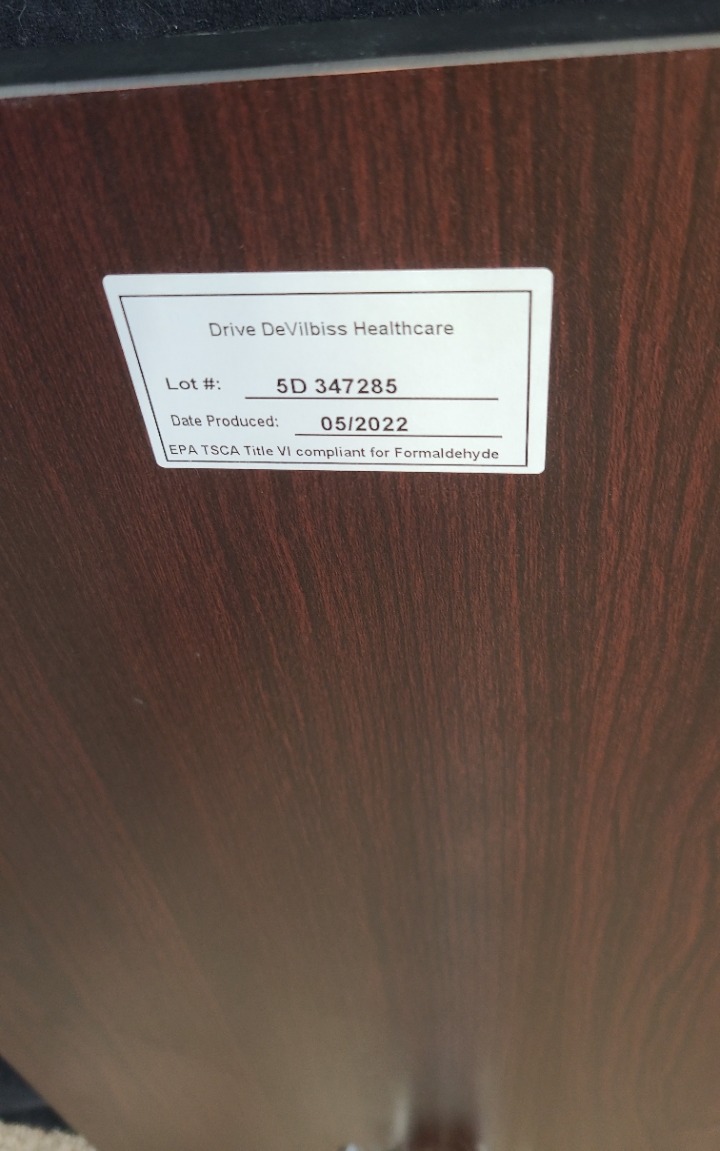 Drive DeVilbiss Healthcare
Lot #: 5D 347285
Date Produced: 05/2022
EPA TSCA Title VI compliant for Formaldehyde